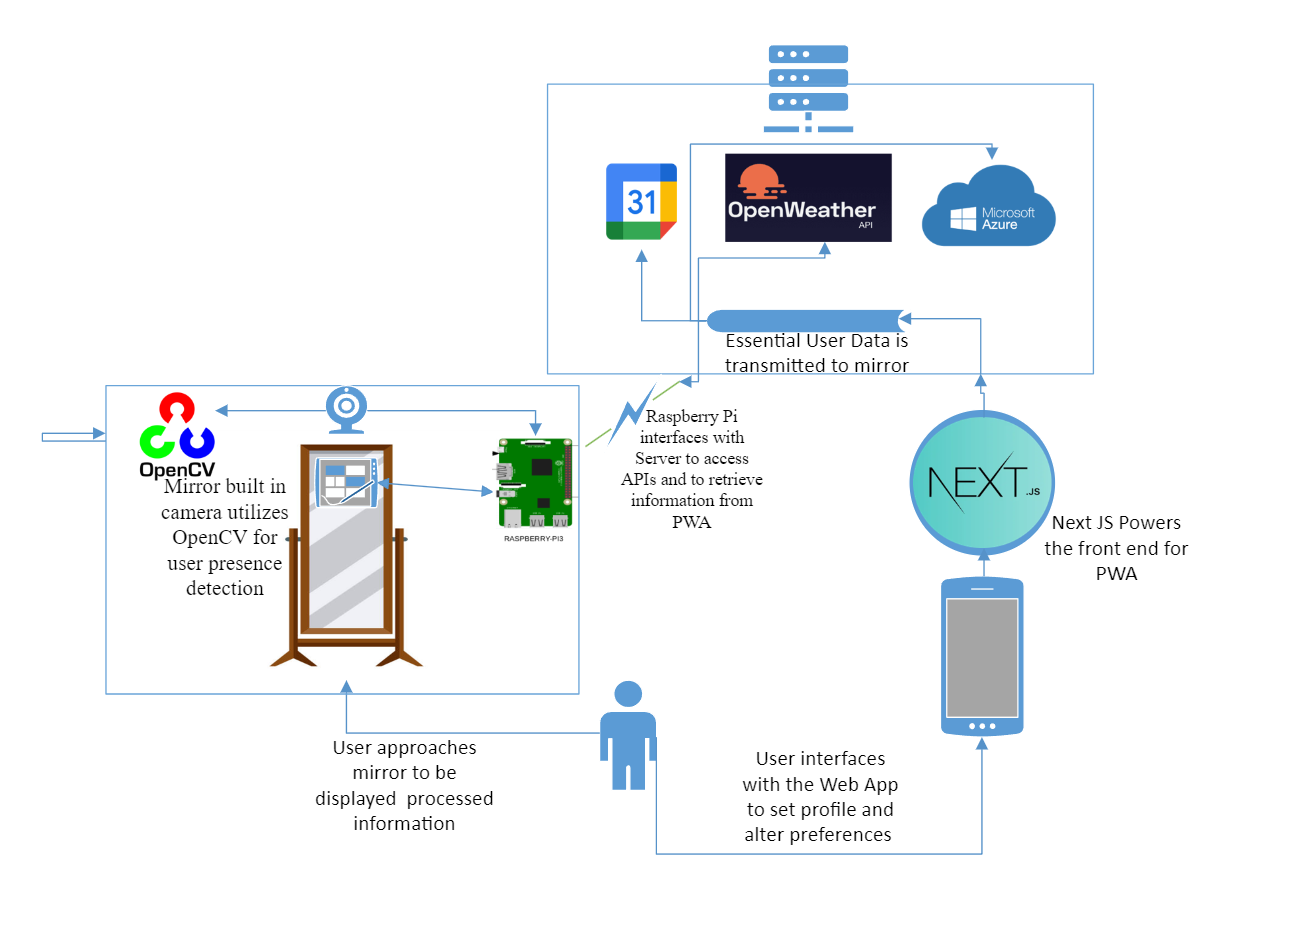 31
OpenWeather
API
Microsoft
Azure
Essential User Data is
transmitted to mirror
OpenCV
Mirror built in
camera utilizes
OpenCV for
user presence
detection
RASPBERRY-PI3
Raspberry Pi
interfaces with
Server to access
APIs and to retrieve
information from
PWA
NEXT.JS
Next JS Powers
the front end for
PWA
User approaches
mirror to be
displayed  processed
information
User interfaces
with the Web App
to set profile and
alter preferences